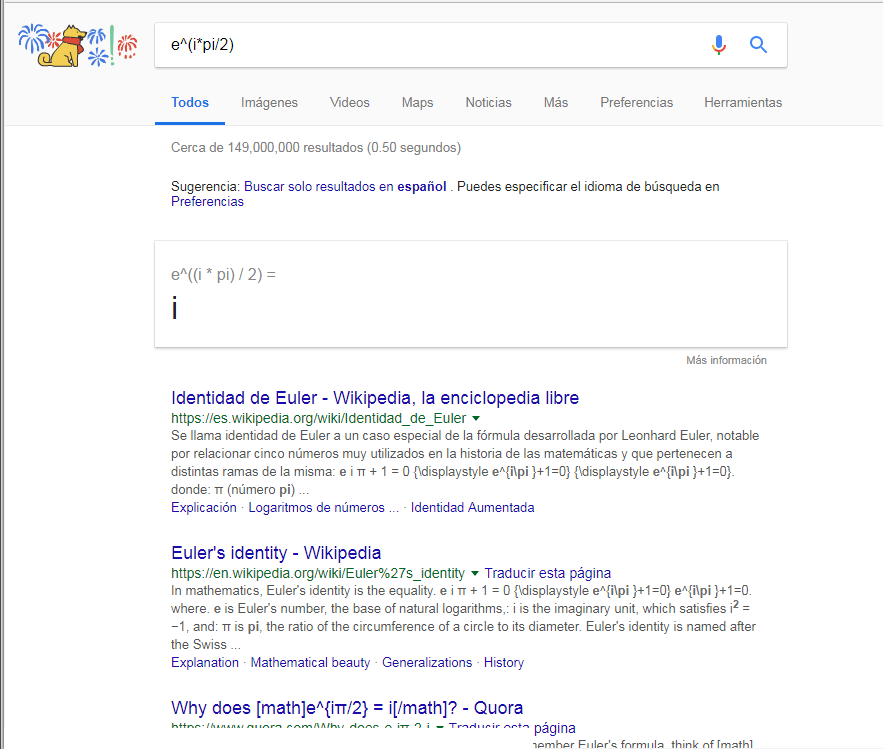 e^(i*pi/2)
Todos Imágenes Videos Maps Noticias Más Preferencias Herramientas
Cerca de 149,000,000 resultados (0.50 segundos)
Sugerencia: Buscar solo resultados en español . Puedes especificar el idioma de búsqueda en
Preferencias
e^((i * pi) / 2) =
i
Más información
Identidad de Euler - Wikipedia, la enciclopedia libre
https://es.wikipedia.org/wiki/Identidad_de_Euler
Se llama identidad de Euler a un caso especial de la fórmula desarrollada por Leonhard Euler, notable
por relacionar cinco números muy utilizados en la historia de las matemáticas y que pertenecen a
distintas ramas de la misma: e i π + 1 = 0 {\displaystyle e^{i\pi }+1=0} {\displaystyle e^{i\pi }+1=0}.
donde: π (número pi) ...
Explicación · Logaritmos de números ... · Identidad Aumentada
Euler's identity - Wikipedia
https://en.wikipedia.org/wiki/Euler%27s_identity Traducir esta página
In mathematics, Euler's identity is the equality. e i π + 1 = 0 {\displaystyle e^{i\pi }+1=0} e^{i\pi }+1=0.
where. e is Euler's number, the base of natural logarithms,: i is the imaginary unit, which satisfies i² =
−1, and: π is pi, the ratio of the circumference of a circle to its diameter. Euler's identity is named after
the Swiss ...
Explanation · Mathematical beauty · Generalizations · History
Why does [math]e^{iπ/2} = i[/math]? - Quora
Traducir esta página
Euler's formula, think of [math]